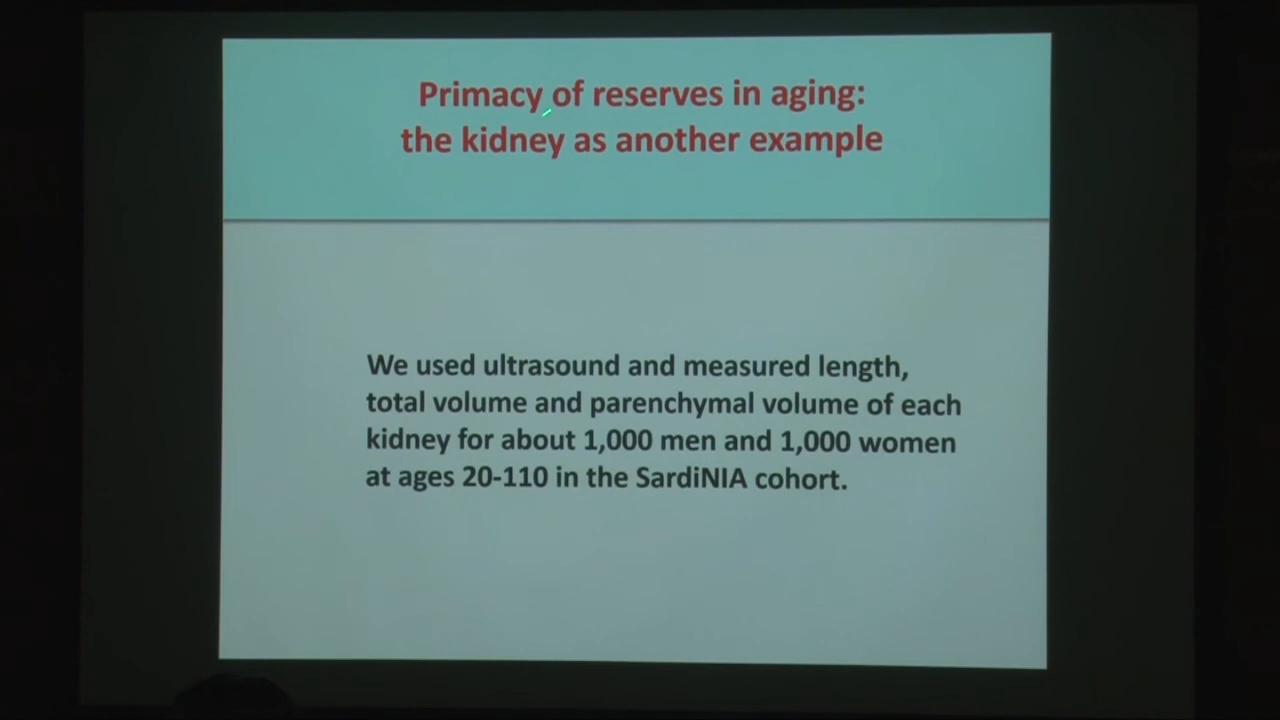 Primacy of reserves in aging:
the kidney as another example
We used ultrasound and measured length,
total volume and parenchymal volume of each
kidney for about 1,000 men and 1,000 women
at ages 20-110 in the SardiNIA cohort.